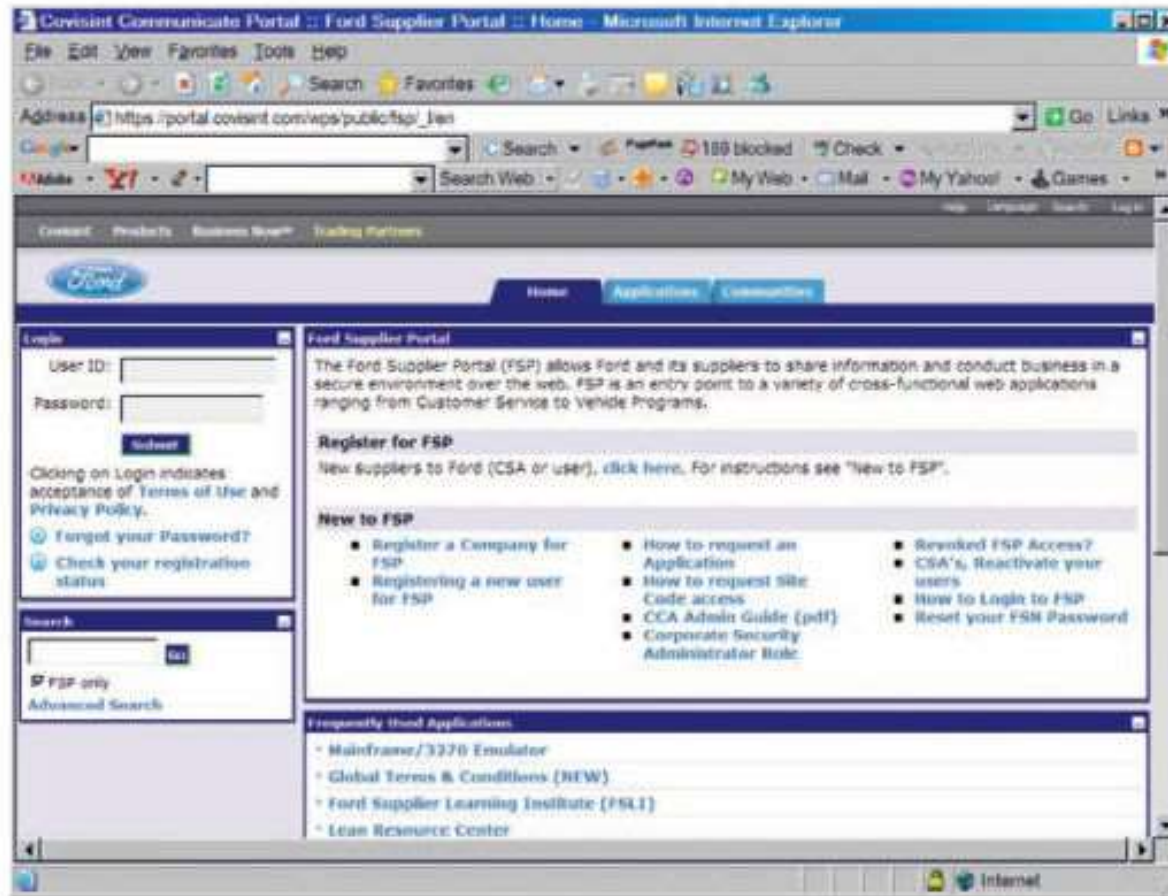 Covisint Communicate Portal :: Ford Supplier Portal :: Home - Microsoft Internet Explorer
File Edit View Favorites Tools Help
Search Favorites
Address https://portal.covisint.com/wps/public/fsp/_l/en Go Links »
Google Search 189 blocked Check
Adobe Y! Search Web My Web Mail My Yahoo! Games »
Help Language Search Log In
Connect Products Business Now Trading Partners
Ford
Home Applications Communities
Login
User ID:
Password:
Submit
Clicking on Login indicates
acceptance of Terms of Use and
Privacy Policy.
Forgot your Password?
Check your registration
status
Search
Go
FSP only
Advanced Search
Ford Supplier Portal
The Ford Supplier Portal (FSP) allows Ford and its suppliers to share information and conduct business in a
secure environment over the web. FSP is an entry point to a variety of cross-functional web applications
ranging from Customer Service to Vehicle Programs.
Register for FSP
New suppliers to Ford (CSA or user), click here. For instructions see "New to FSP".
New to FSP
Register a Company for
FSP
Registering a new user
for FSP
How to request an
Application
How to request Site
Code access
CCA Admin Guide (pdf)
Corporate Security
Administrator Role
Revoked FSP Access?
CSA's, Reactivate your
users
How to Login to FSP
Reset your FSN Password
Frequently Used Applications
Mainframe/3270 Emulator
Global Terms & Conditions (NEW)
Ford Supplier Learning Institute (FSLI)
Lean Resource Center
Internet